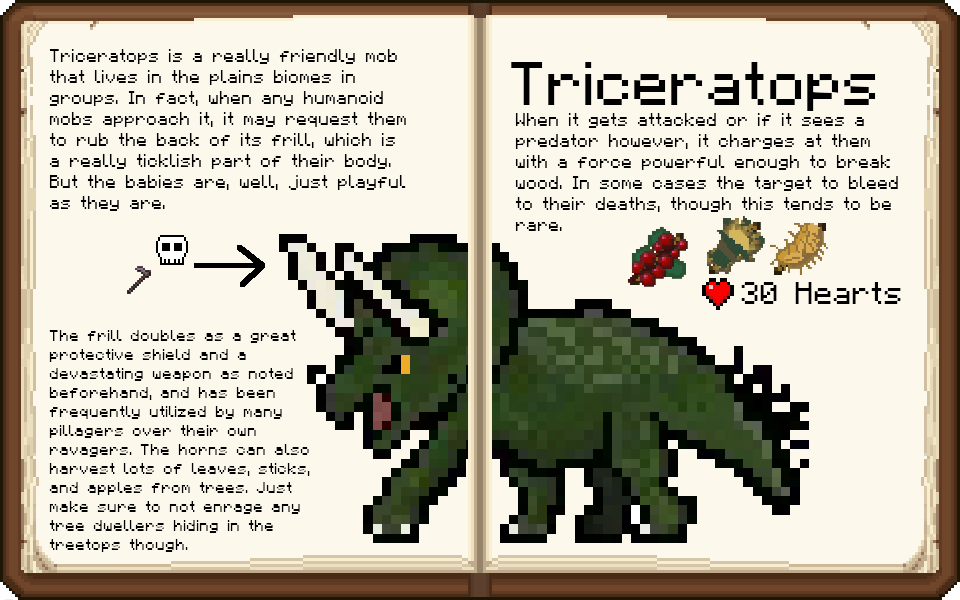 Triceratops is a really friendly mob
that lives in the plains biomes in
groups. In fact, when any humanoid
mobs approach it, it may request them
to rub the back of its frill, which is
a really ticklish part of their body.
But the babies are, well, just playful
as they are.
The frill doubles as a great
protective shield and a
devastating weapon as noted
beforehand, and has been
frequently utilized by many
pillagers over their own
ravagers. The horns can also
harvest lots of leaves, sticks,
and apples from trees. Just
make sure to not enrage any
tree dwellers hiding in the
treetops though.
Triceratops
When it gets attacked or if it sees a
predator however, it charges at them
with a force powerful enough to break
wood. In some cases the target to bleed
to their deaths, though this tends to be
rare.
30 Hearts